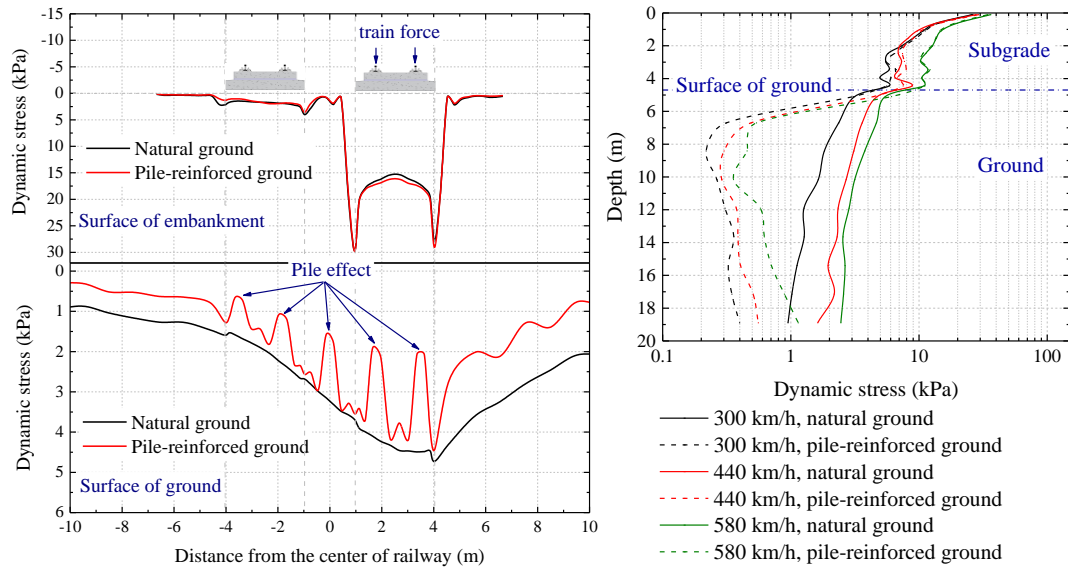 -15
-10
-5
0
5
10
15
20
25
30
Dynamic stress (kPa)
train force
Natural ground
Pile-reinforced ground
Surface of embankment
0
1
2
3
4
5
6
Dynamic stress (kPa)
Pile effect
Natural ground
Pile-reinforced ground
Surface of ground
-10 -8 -6 -4 -2 0 2 4 6 8 10
Distance from the center of railway (m)
0
2
4
6
8
10
12
14
16
18
20
Depth (m)
Subgrade
Surface of ground
Ground
0.1 1 10 100
Dynamic stress (kPa)
300 km/h, natural ground
300 km/h, pile-reinforced ground
440 km/h, natural ground
440 km/h, pile-reinforced ground
580 km/h, natural ground
580 km/h, pile-reinforced ground